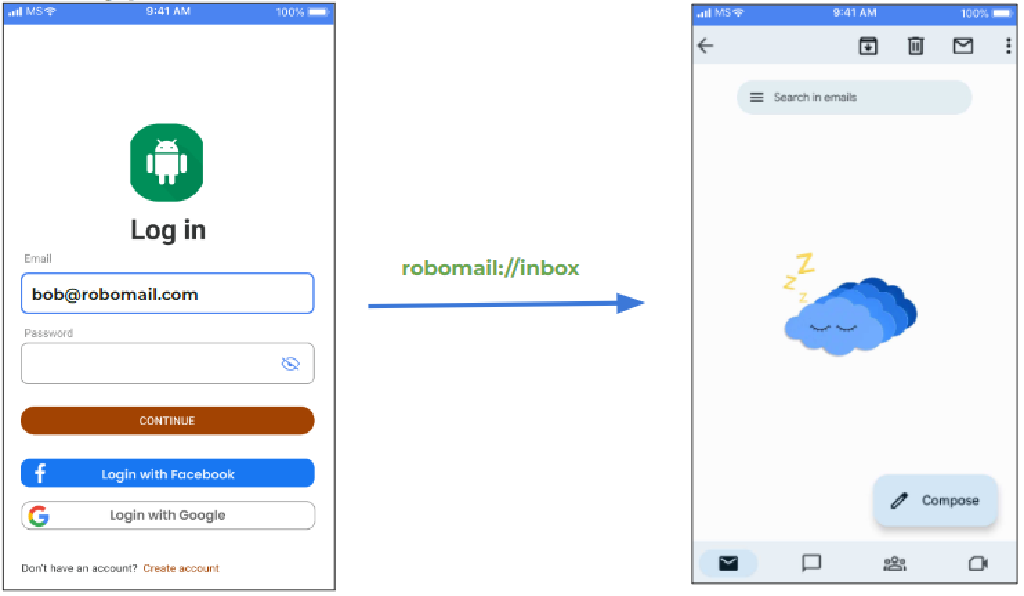 MS 9:41 AM 100%
Log in
Email
bob@robomail.com
Password
CONTINUE
f Login with Facebook
G Login with Google
Don't have an account? Create account
robomail://inbox
MS 9:41 AM 100%
Search in emails
Z
Z
Z
Compose